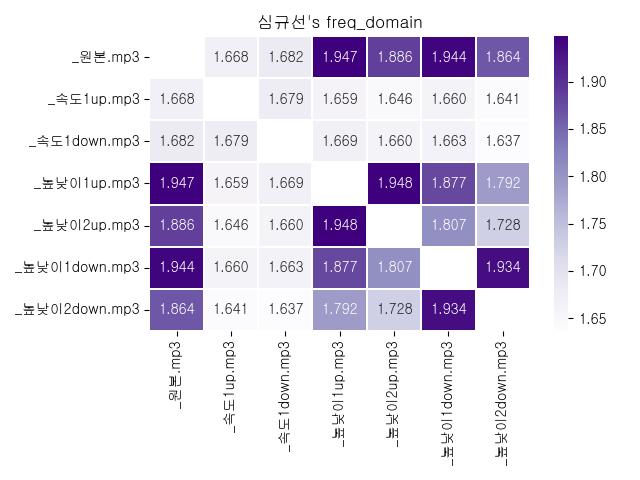 심규선's freq_domain
_원본.mp3 1.668 1.682 1.947 1.886 1.944 1.864
_속도1up.mp3 1.668 1.679 1.659 1.646 1.660 1.641
_속도1down.mp3 1.682 1.679 1.669 1.660 1.663 1.637
_높낮이1up.mp3 1.947 1.659 1.669 1.948 1.877 1.792
_높낮이2up.mp3 1.886 1.646 1.660 1.948 1.807 1.728
_높낮이1down.mp3 1.944 1.660 1.663 1.877 1.807 1.934
_높낮이2down.mp3 1.864 1.641 1.637 1.792 1.728 1.934
_원본.mp3
_속도1up.mp3
_속도1down.mp3
_높낮이1up.mp3
_높낮이2up.mp3
_높낮이1down.mp3
_높낮이2down.mp3
1.90
1.85
1.80
1.75
1.70
1.65